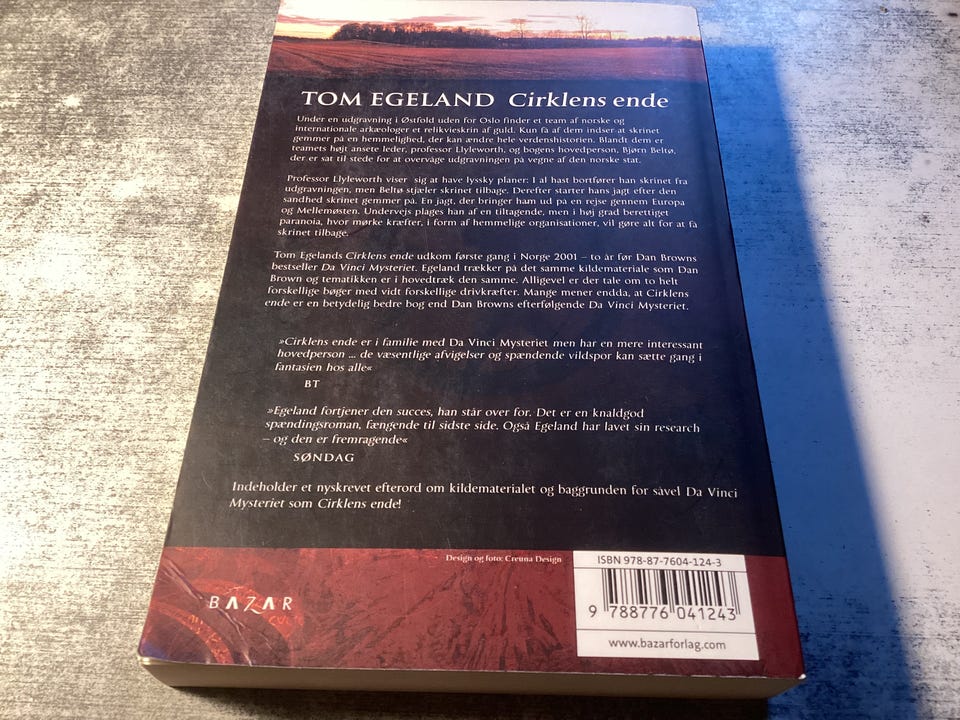 TOM EGELAND Cirklens ende
Under en udgravning i Østfold uden for Oslo finder et team af norske og
internationale arkæologer et relikvieskrin af guld. Kun få af dem indser at skrinet
gemmer på en hemmelighed, der kan ændre hele verdenshistorien. Blandt dem er
teamets højt ansete leder, professor Llyleworth, og bogens hovedperson, Bjørn Beltø,
der er sat til stede for at overvåge udgravningen på vegne af den norske stat.
Professor Llyleworth viser sig at have lyssky planer: I al hast bortfører han skrinet fra
udgravningen, men Beltø stjæler skrinet tilbage. Derefter starter hans jagt efter den
sandhed skrinet gemmer på. En jagt, der bringer ham ud på en rejse gennem Europa
og Mellemøsten. Undervejs plages han af en tiltagende, men i høj grad berettiget
paranoia, hvor mørke kræfter, i form af hemmelige organisationer, vil gøre alt for at få
skrinet tilbage.
Tom Egelands Cirklens ende udkom første gang i Norge 2001 – to år før Dan Browns
bestseller Da Vinci Mysteriet. Egeland trækker på det samme kildemateriale som Dan
Brown og tematikken er i hovedtræk den samme. Alligevel er der tale om to helt
forskellige bøger med vidt forskellige drivkræfter. Mange mener endda, at Cirklens
ende er en betydelig bedre bog end Dan Browns efterfølgende Da Vinci Mysteriet.
»Cirklens ende er i familie med Da Vinci Mysteriet men har en mere interessant
hovedperson ... de væsentlige afvigelser og spændende vildspor kan sætte gang i
fantasien hos alle«
BT
»Egeland fortjener den succes, han står over for. Det er en knaldgod
spændingsroman, fængende til sidste side. Også Egeland har lavet sin research
– og den er fremragende«
SØNDAG
Indeholder et nyskrevet efterord om kildematerialet og baggrunden for såvel Da Vinci
Mysteriet som Cirklens ende!
Design og foto: Creuna Design
ISBN 978-87-7604-124-3
9 788776 041243
www.bazarforlag.com
BAZAR